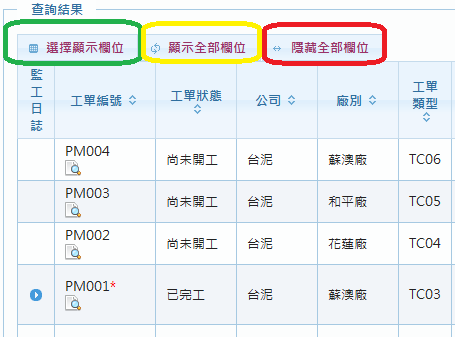 查詢結果
選擇顯示欄位 顯示全部欄位 隱藏全部欄位
監工日誌 工單編號 工單狀態 公司 廠別 工單類型
PM004 尚未開工 台泥 蘇澳廠 TC06
PM003 尚未開工 台泥 和平廠 TC05
PM002 尚未開工 台泥 花蓮廠 TC04
PM001* 已完工 台泥 蘇澳廠 TC03